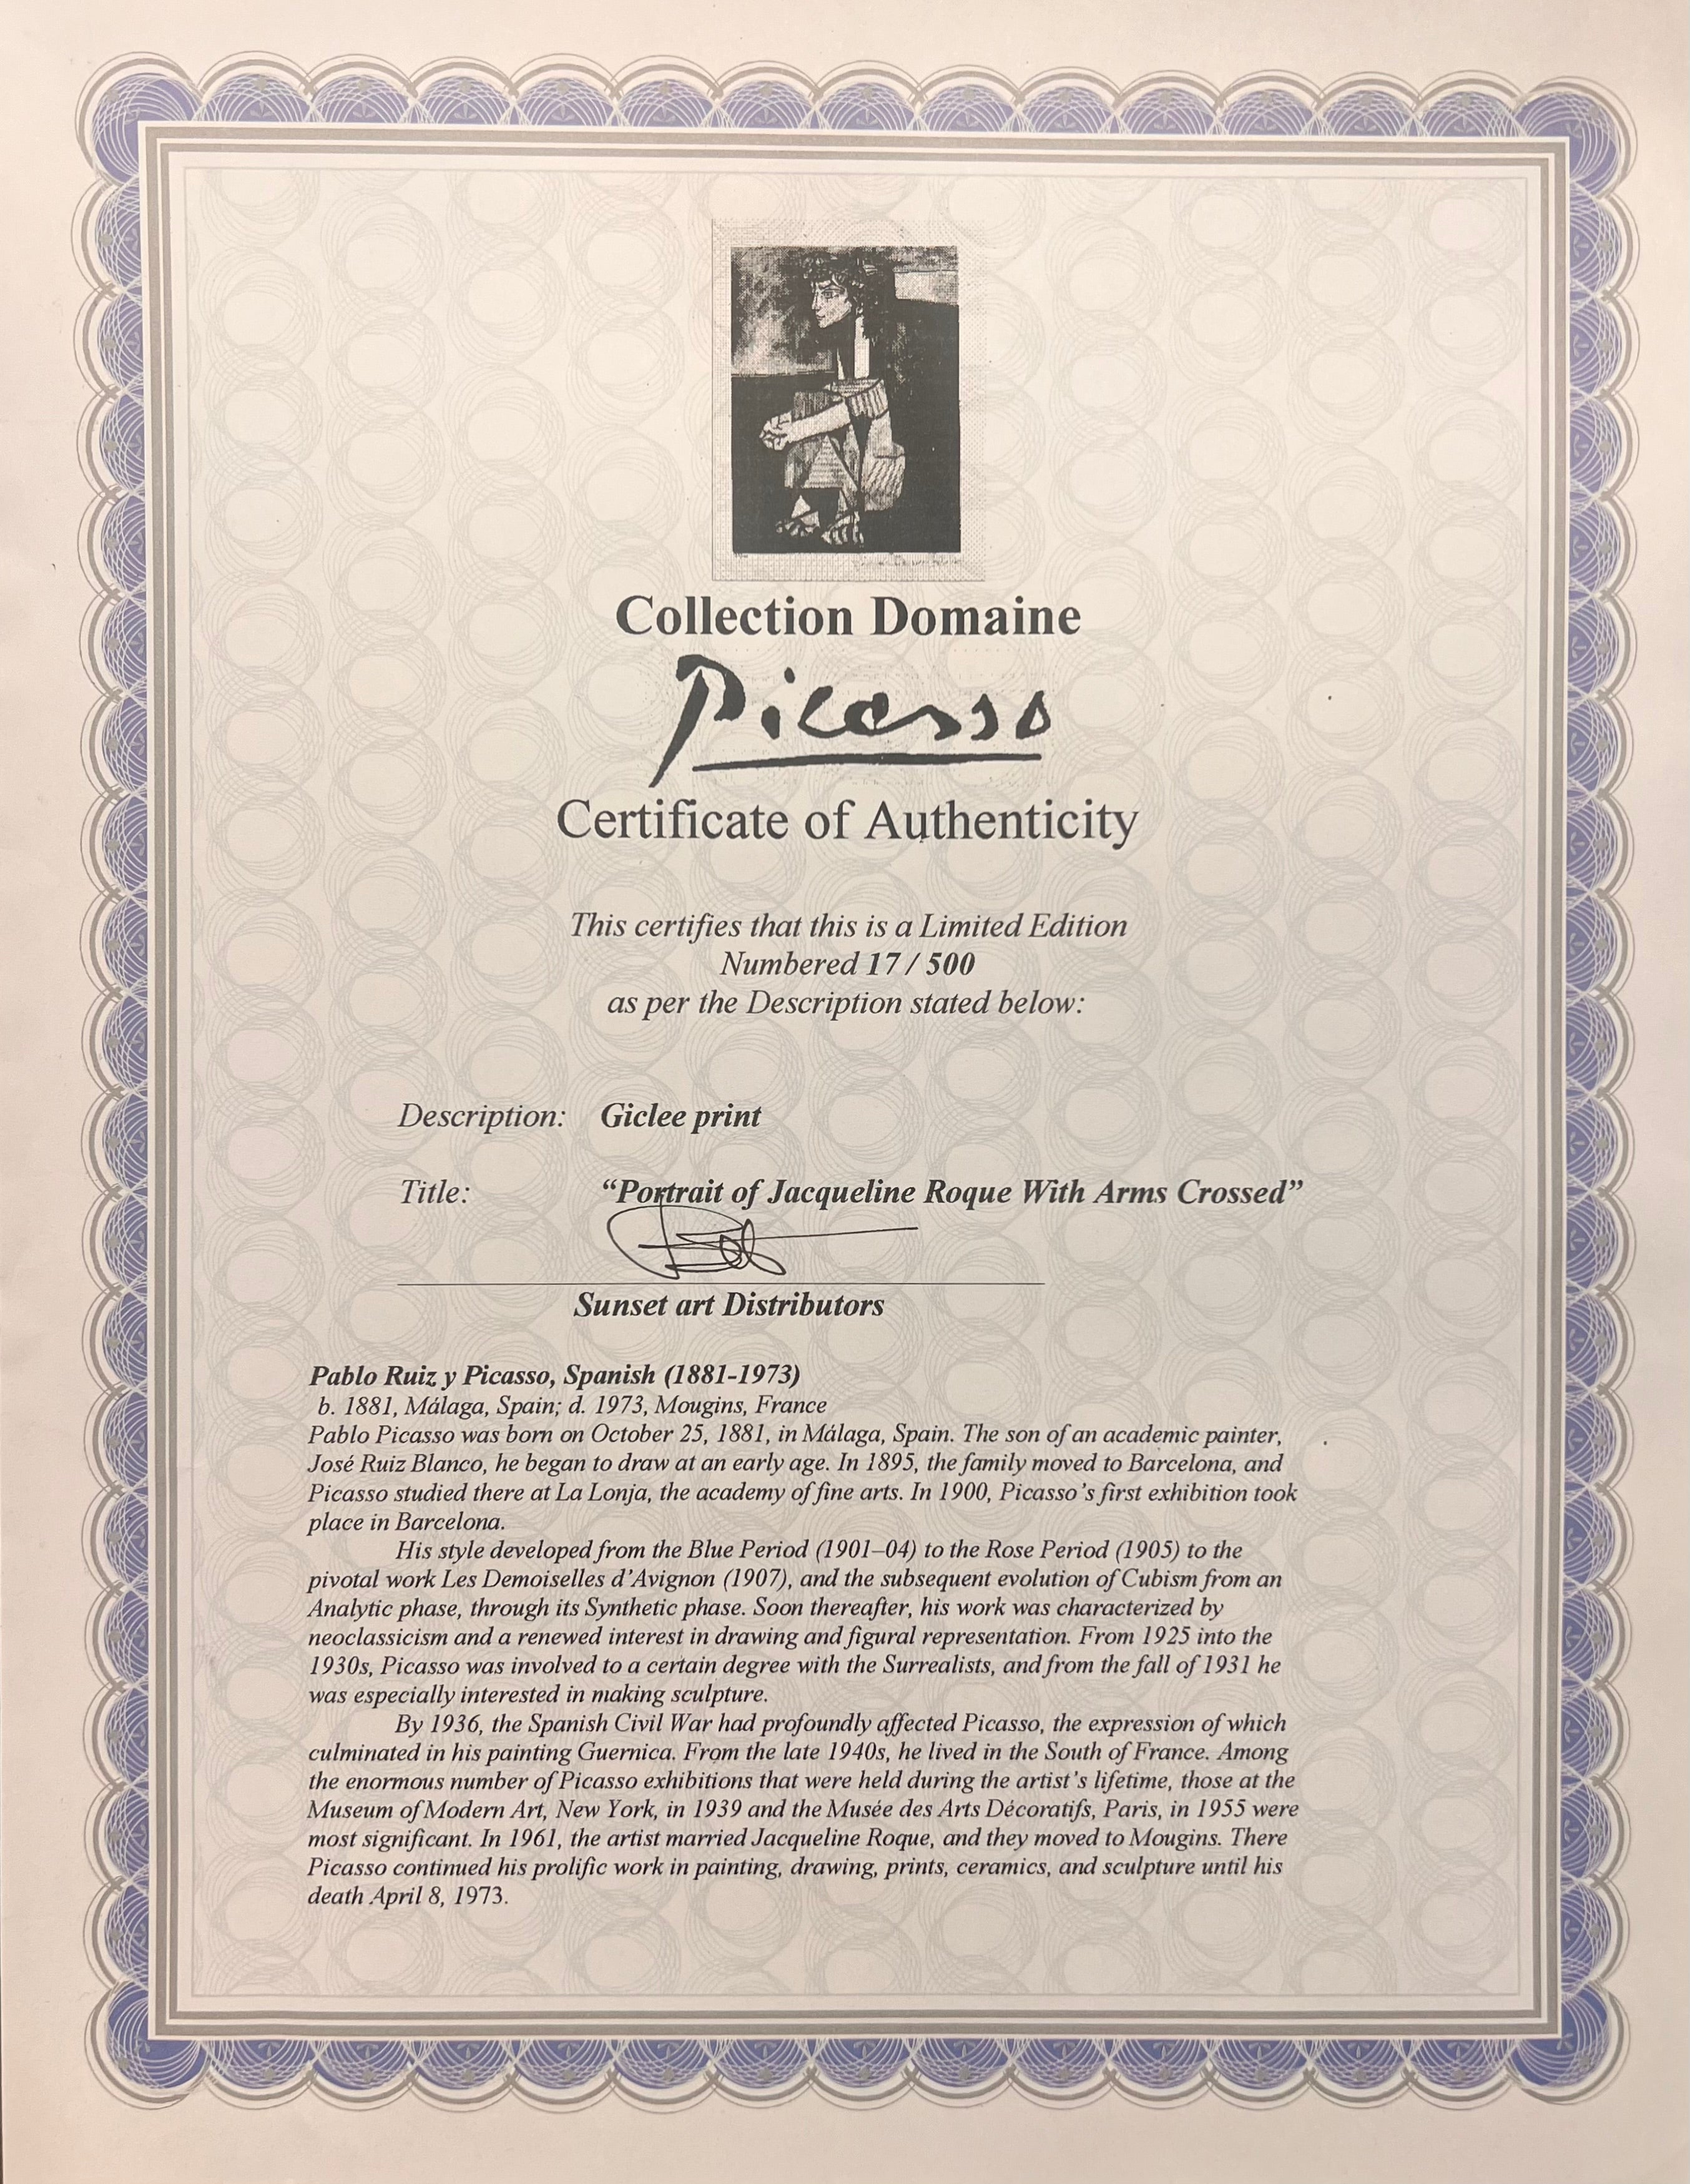 Collection Domaine
Picasso
Certificate of Authenticity
This certifies that this is a Limited Edition
Numbered 17 / 500
as per the Description stated below:
Description: Giclee print
Title: “Portrait of Jacqueline Roque With Arms Crossed”
Sunset art Distributors
Pablo Ruiz y Picasso, Spanish (1881-1973)
b. 1881, Málaga, Spain; d. 1973, Mougins, France
Pablo Picasso was born on October 25, 1881, in Málaga, Spain. The son of an academic painter,
José Ruiz Blanco, he began to draw at an early age. In 1895, the family moved to Barcelona, and
Picasso studied there at La Lonja, the academy of fine arts. In 1900, Picasso’s first exhibition took
place in Barcelona.
His style developed from the Blue Period (1901–04) to the Rose Period (1905) to the
pivotal work Les Demoiselles d’Avignon (1907), and the subsequent evolution of Cubism from an
Analytic phase, through its Synthetic phase. Soon thereafter, his work was characterized by
neoclassicism and a renewed interest in drawing and figural representation. From 1925 into the
1930s, Picasso was involved to a certain degree with the Surrealists, and from the fall of 1931 he
was especially interested in making sculpture.
By 1936, the Spanish Civil War had profoundly affected Picasso, the expression of which
culminated in his painting Guernica. From the late 1940s, he lived in the South of France. Among
the enormous number of Picasso exhibitions that were held during the artist’s lifetime, those at the
Museum of Modern Art, New York, in 1939 and the Musée des Arts Décoratifs, Paris, in 1955 were
most significant. In 1961, the artist married Jacqueline Roque, and they moved to Mougins. There
Picasso continued his prolific work in painting, drawing, prints, ceramics, and sculpture until his
death April 8, 1973.